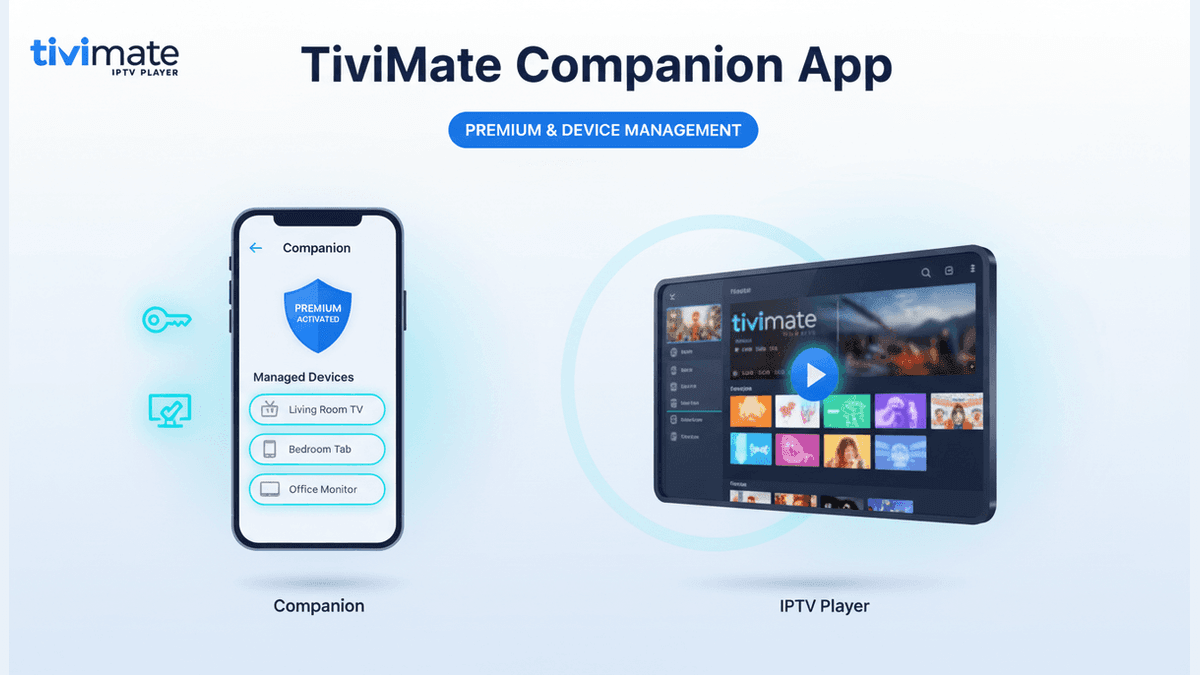 tivimate
IPTV PLAYER
TiviMate Companion App
PREMIUM & DEVICE MANAGEMENT
Companion
PREMIUM
ACTIVATED
Managed Devices
Living Room TV
Bedroom Tab
Office Monitor
Companion
tivimate
IPTV Player